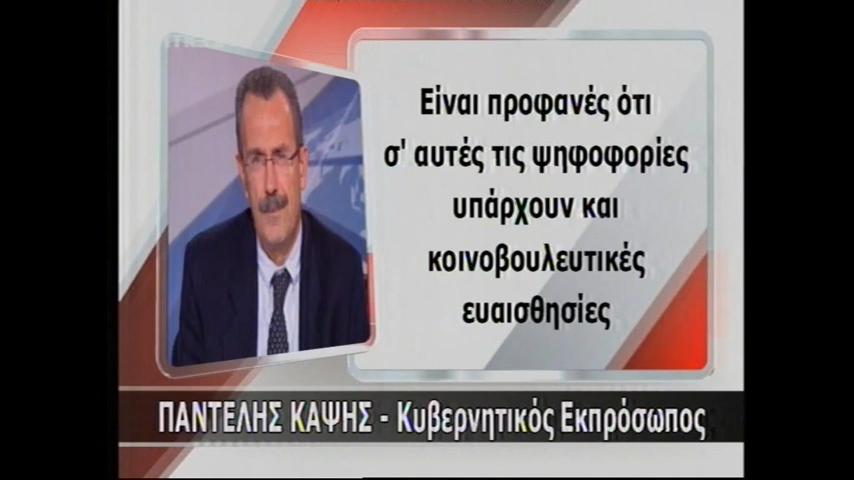 Είναι προφανές ότι
σ' αυτές τις ψηφοφορίες
υπάρχουν και
κοινοβουλευτικές
ευαισθησίες
ΠΑΝΤΕΛΗΣ ΚΑΨΗΣ - Κυβερνητικός Εκπρόσωπος